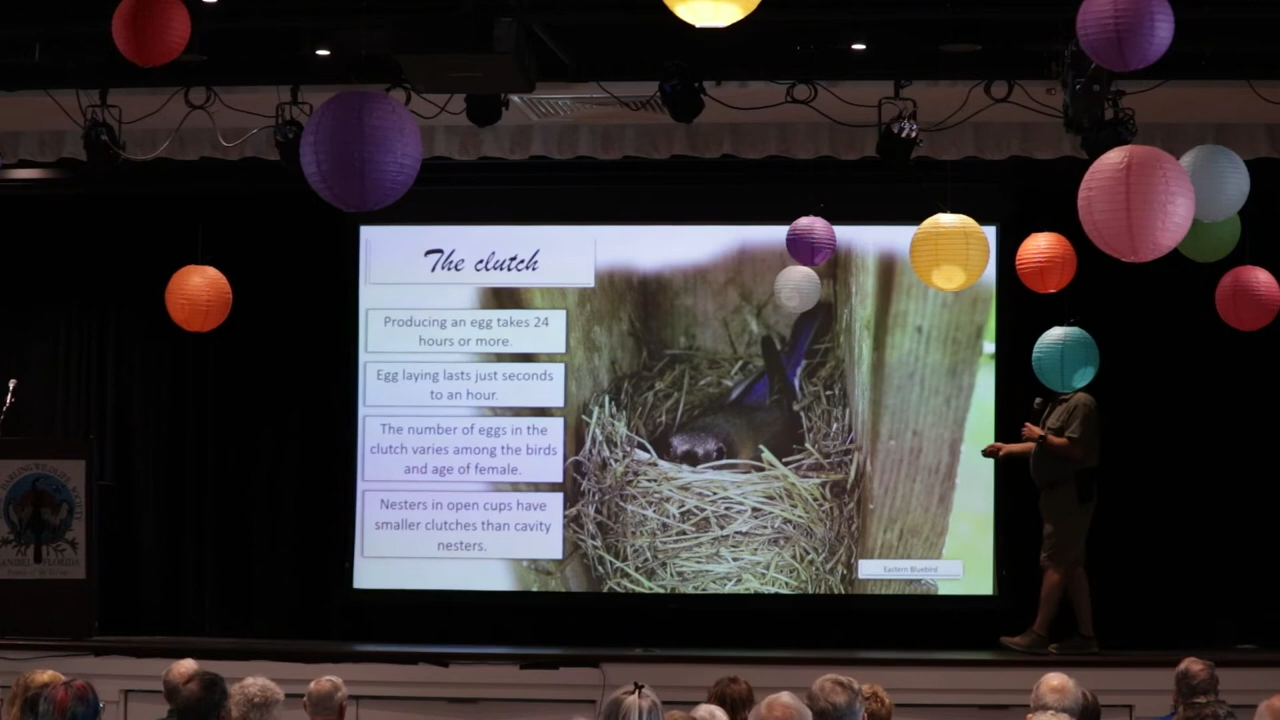 The clutch
Producing an egg takes 24
hours or more.
Egg laying lasts just seconds
to an hour.
The number of eggs in the
clutch varies among the birds
and age of female.
Nesters in open cups have
smaller clutches than cavity
nesters.
Eastern Bluebird